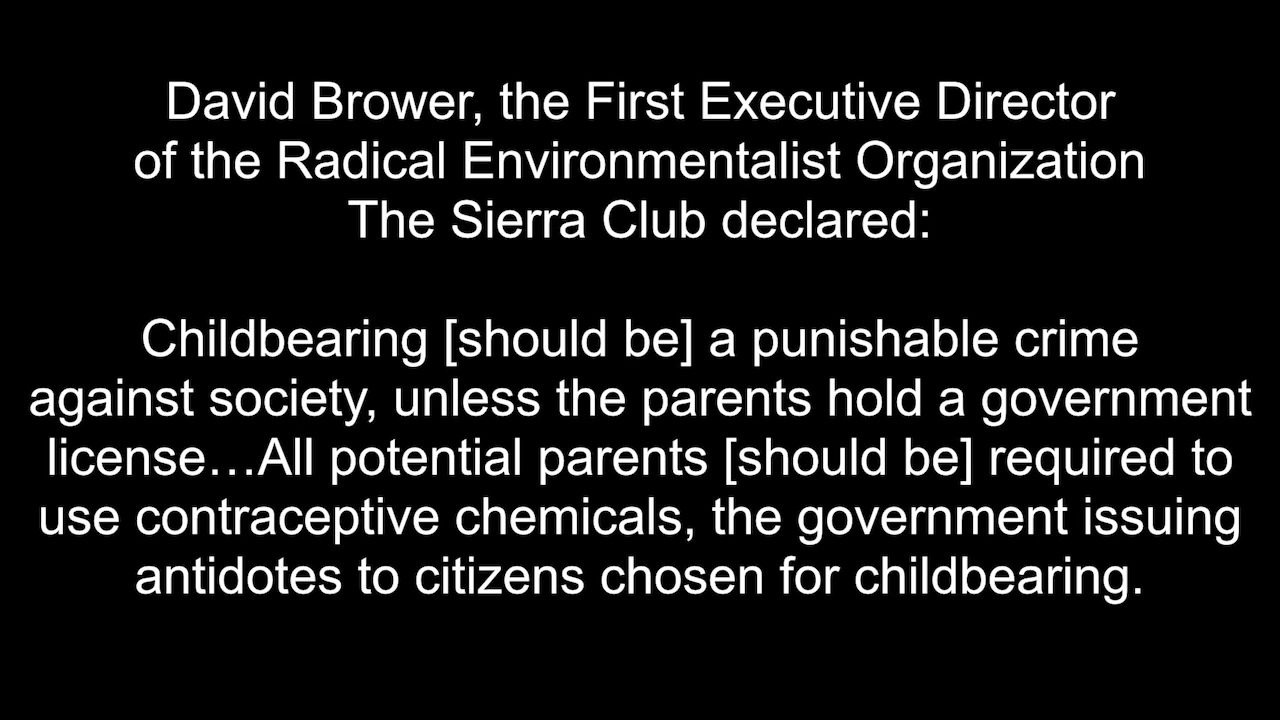 David Brower, the First Executive Director
of the Radical Environmentalist Organization
The Sierra Club declared:
Childbearing [should be] a punishable crime
against society, unless the parents hold a government
license…All potential parents [should be] required to
use contraceptive chemicals, the government issuing
antidotes to citizens chosen for childbearing.